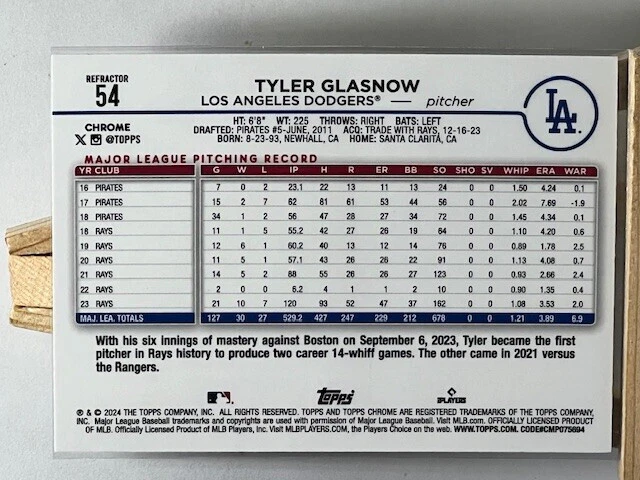 REFRACTOR
54
TYLER GLASNOW
LOS ANGELES DODGERS® — pitcher
LA
CHROME
X @TOPPS
HT: 6'8" WT: 225 THROWS: RIGHT BATS: LEFT
DRAFTED: PIRATES #5-JUNE, 2011 ACQ: TRADE WITH RAYS, 12-16-23
BORN: 8-23-93, NEWHALL, CA HOME: SANTA CLARITA, CA
MAJOR LEAGUE PITCHING RECORD
YR CLUB G W L IP H R ER BB SO SHO SV WHIP ERA WAR
16 PIRATES 7 0 2 23.1 22 13 11 13 24 0 0 1.50 4.24 0.1
17 PIRATES 15 2 7 62 81 61 53 44 56 0 0 2.02 7.69 -1.9
18 PIRATES 34 1 2 56 47 28 27 34 72 0 0 1.45 4.34 0.1
18 RAYS 11 1 5 55.2 42 27 26 19 64 0 0 1.10 4.20 0.6
19 RAYS 12 6 1 60.2 40 13 12 14 76 0 0 0.89 1.78 2.5
20 RAYS 11 5 1 57.1 43 26 26 22 91 0 0 1.13 4.08 0.7
21 RAYS 14 5 2 88 55 26 26 27 123 0 0 0.93 2.66 2.4
22 RAYS 2 0 0 6.2 4 1 1 2 10 0 0 0.90 1.35 0.4
23 RAYS 21 10 7 120 93 52 47 37 162 0 0 1.08 3.53 2.0
MAJ. LEA. TOTALS 127 30 27 529.2 427 247 229 212 678 0 0 1.21 3.89 6.9
With his six innings of mastery against Boston on September 6, 2023, Tyler became the first
pitcher in Rays history to produce two career 14-whiff games. The other came in 2021 versus
the Rangers.
Topps
PLAYERS
® & © 2024 THE TOPPS COMPANY, INC. ALL RIGHTS RESERVED. TOPPS AND TOPPS CHROME ARE REGISTERED TRADEMARKS OF THE TOPPS COMPANY,
INC. Major League Baseball trademarks and copyrights are used with permission of Major League Baseball. Visit MLB.com. OFFICIALLY LICENSED PRODUCT
OF MLB. Officially Licensed Product of MLB Players, Inc. Visit MLBPLAYERS.COM, the Players Choice on the web. WWW.TOPPS.COM. CODE#CMP075694